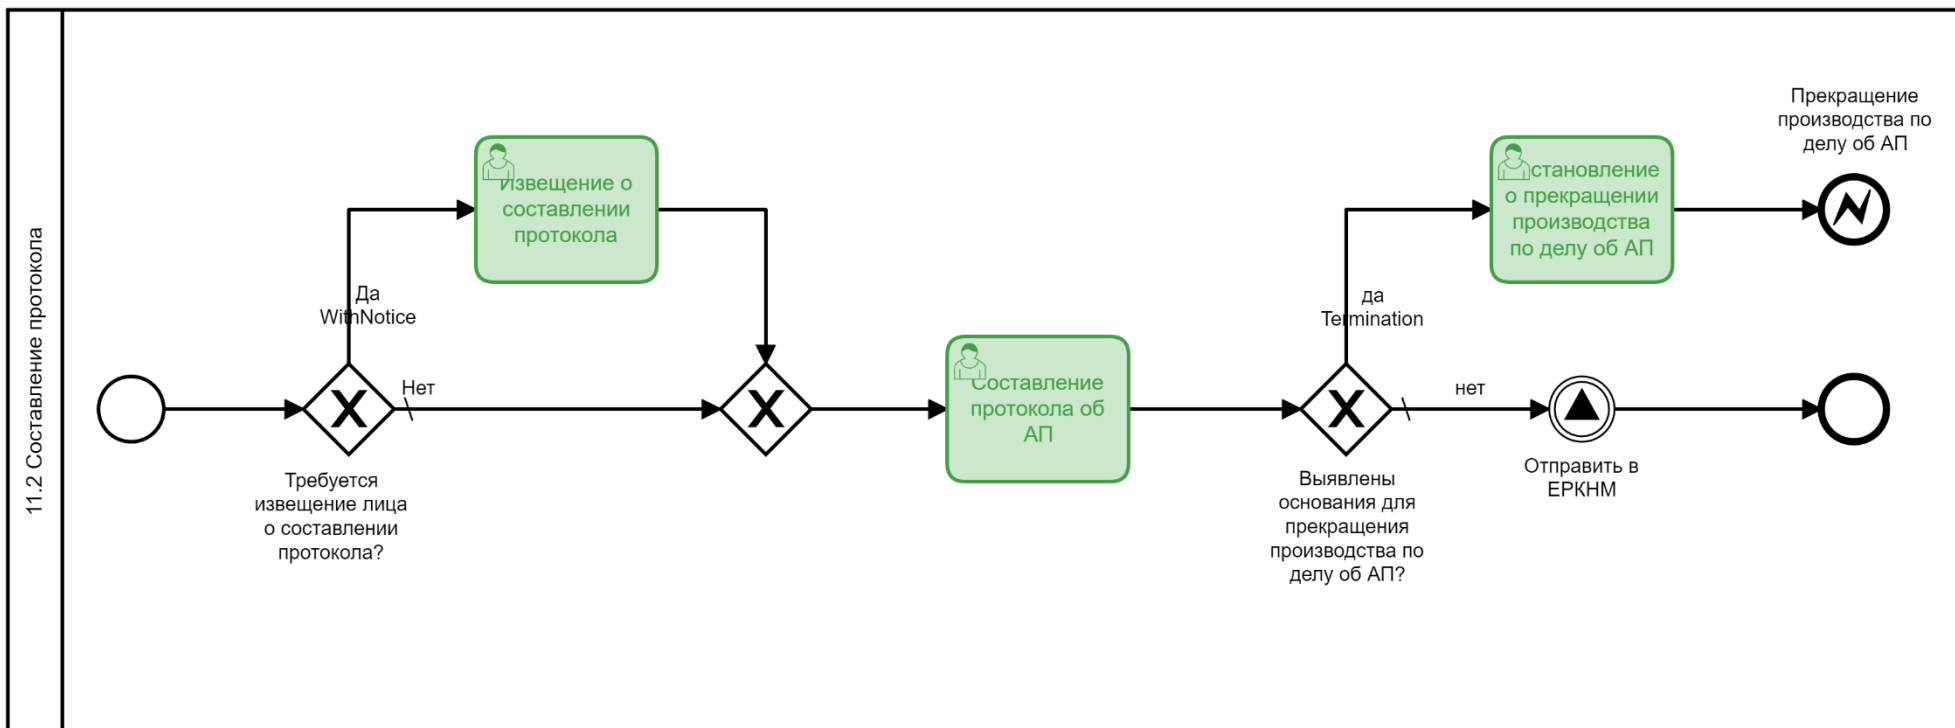 11.2 Составление протокола
Требуется
извещение лица
о составлении
протокола?
Да
WithNotice
Нет
Извещение о
составлении
протокола
Составление
протокола об
АП
Выявлены
основания для
прекращения
производства по
делу об АП?
да
Termination
нет
становление
о прекращении
производства
по делу об АП
Прекращение
производства по
делу об АП
Отправить в
ЕРКНМ